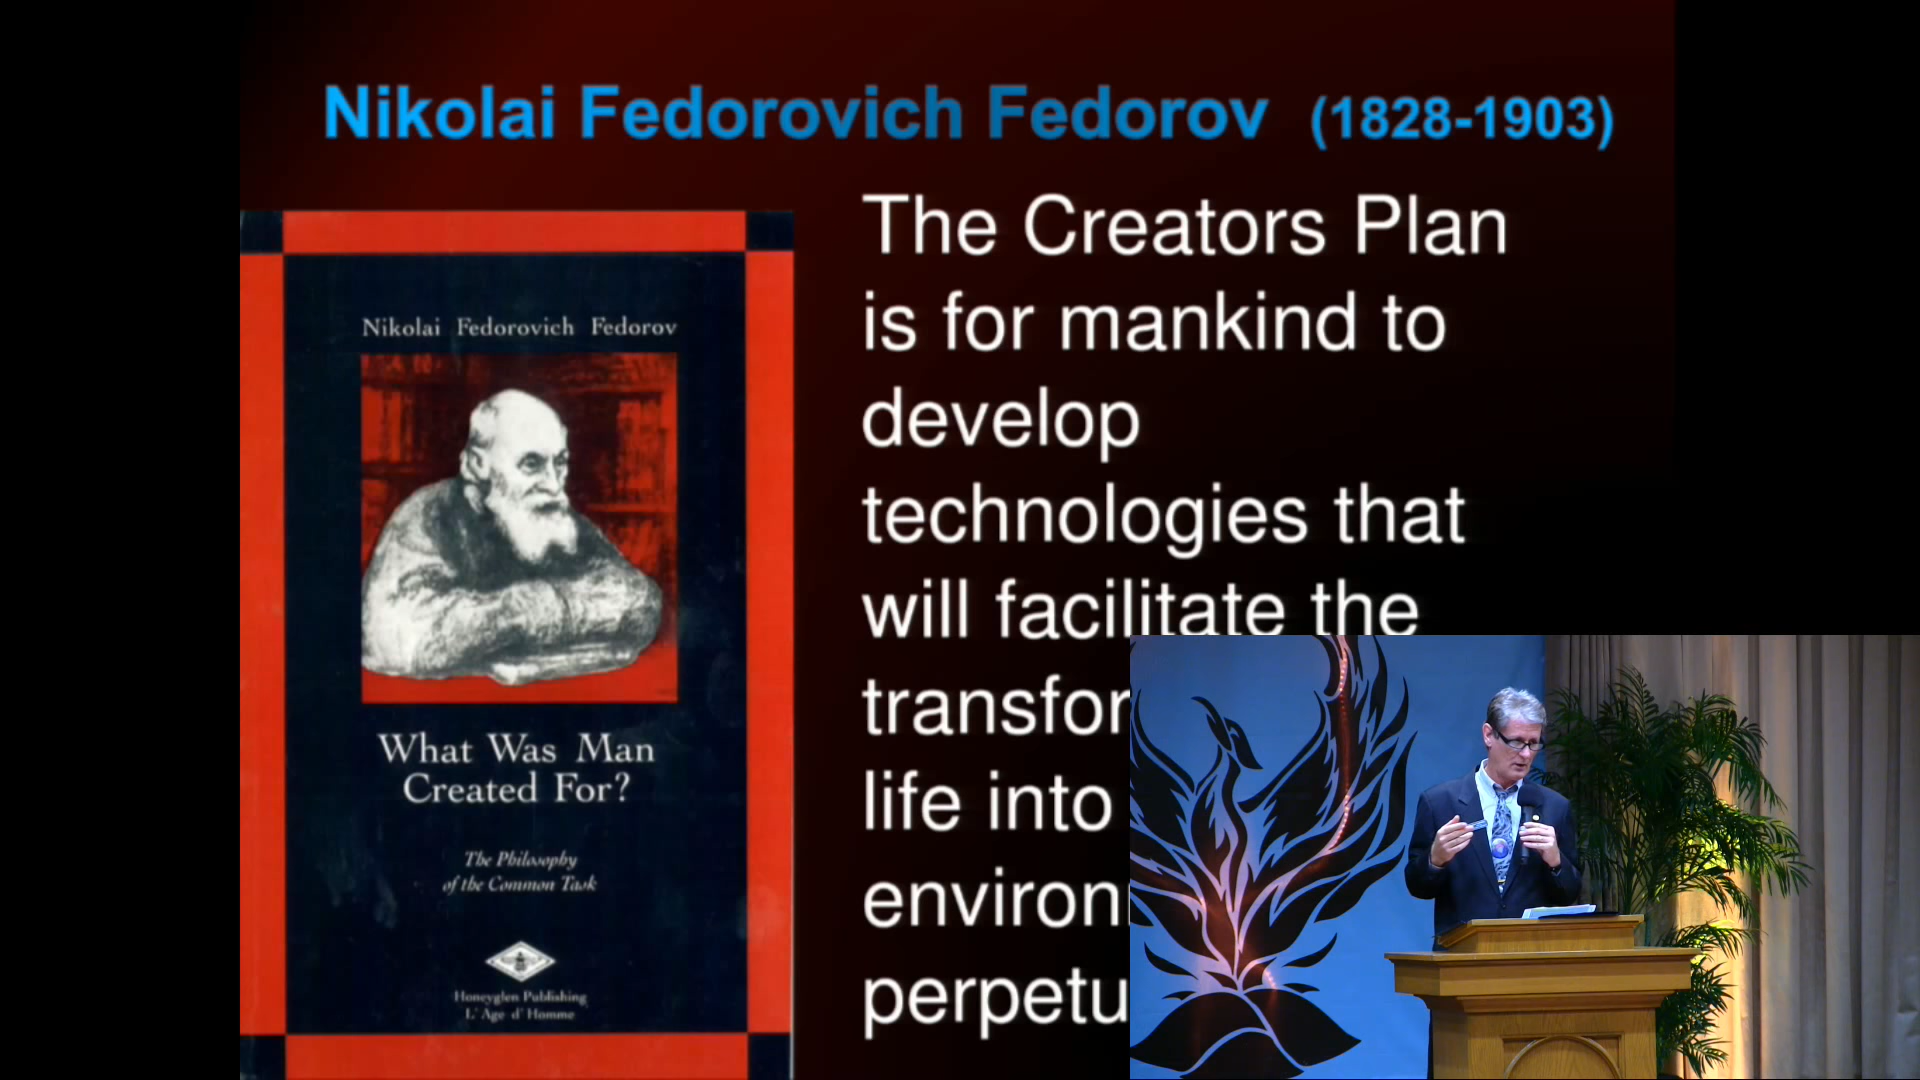 Nikolai Fedorovich Fedorov (1828-1903)
Nikolai Fedorovich Fedorov
What Was Man
Created For?
The Philosophy
of the Common Task
Honeyglen Publishing
L'Age d'Homme
The Creators Plan
is for mankind to
develop
technologies that
will facilitate the
transfor
life into
environ
perpetu